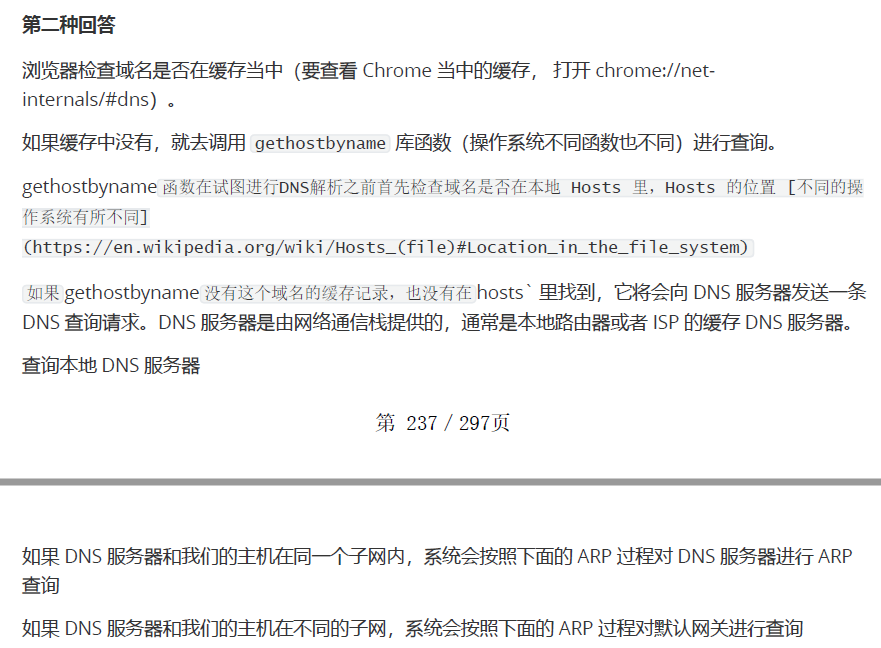 第二种回答
浏览器检查域名是否在缓存当中（要查看 Chrome 当中的缓存， 打开 chrome://net-
internals/#dns）。
如果缓存中没有，就去调用 gethostbyname 库函数（操作系统不同函数也不同）进行查询。
gethostbyname函数在试图进行DNS解析之前首先检查域名是否在本地 Hosts 里，Hosts 的位置 [不同的操
作系统有所不同]
(https://en.wikipedia.org/wiki/Hosts_(file)#Location_in_the_file_system)
如果gethostbyname没有这个域名的缓存记录，也没有在hosts` 里找到，它将会向 DNS 服务器发送一条
DNS 查询请求。DNS 服务器是由网络通信栈提供的，通常是本地路由器或者 ISP 的缓存 DNS 服务器。
查询本地 DNS 服务器
第 237 / 297页
如果 DNS 服务器和我们的主机在同一个子网内，系统会按照下面的 ARP 过程对 DNS 服务器进行 ARP
查询
如果 DNS 服务器和我们的主机在不同的子网，系统会按照下面的 ARP 过程对默认网关进行查询